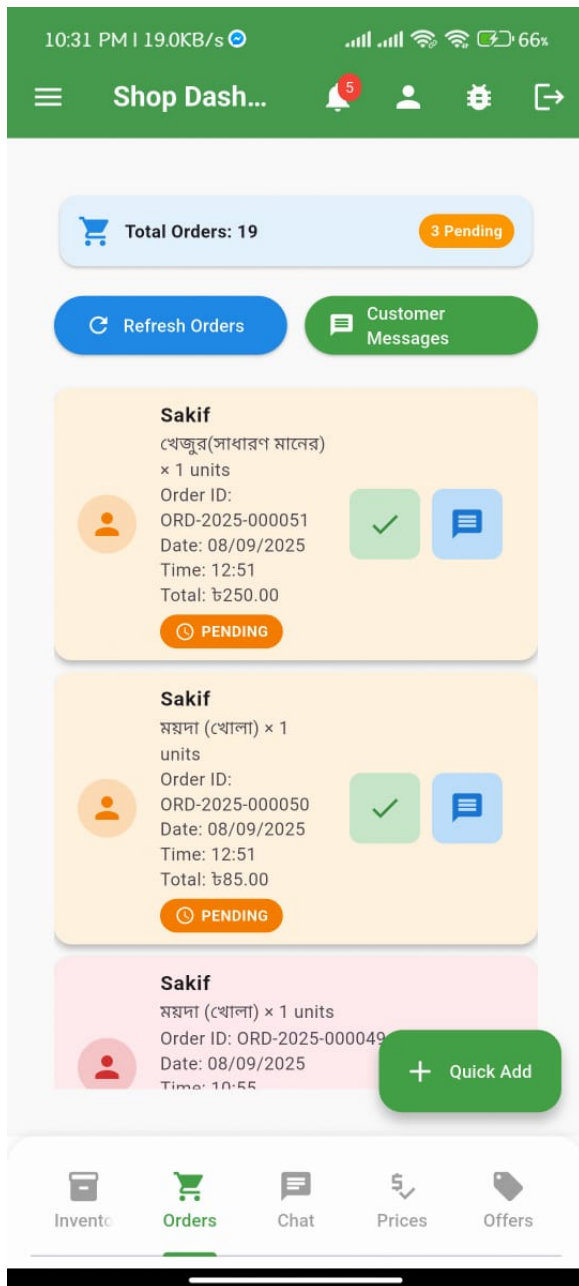 10:31 PM | 19.0KB/s 66%
Shop Dash... 5
Total Orders: 19 3 Pending
Refresh Orders
Customer
Messages
Sakif
খেজুর(সাধারণ মানের)
× 1 units
Order ID:
ORD-2025-000051
Date: 08/09/2025
Time: 12:51
Total: ৳250.00
PENDING
Sakif
ময়দা (খোলা) × 1
units
Order ID:
ORD-2025-000050
Date: 08/09/2025
Time: 12:51
Total: ৳85.00
PENDING
Sakif
ময়দা (খোলা) × 1 units
Order ID: ORD-2025-000049
Date: 08/09/2025
Time: 10:55
Quick Add
Invento Orders Chat Prices Offers